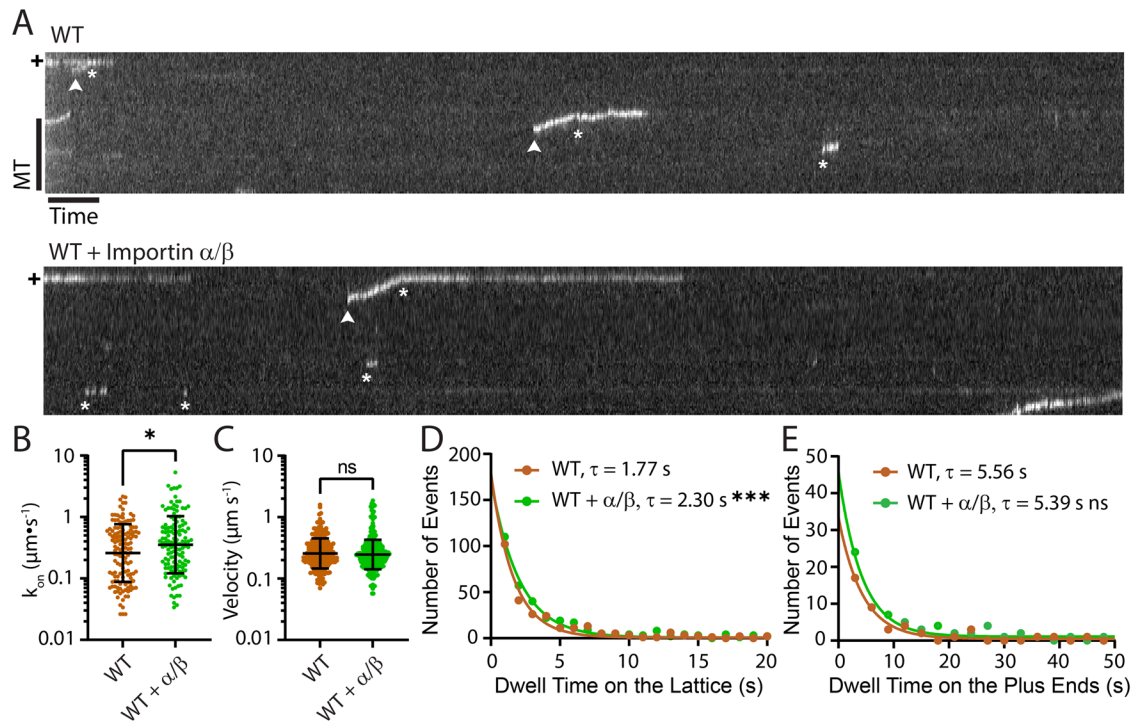 A
WT
+
*
*
*
MT
Time
WT + Importin α/β
+
*
*
*
*
B
*
10
1
0.1
0.01
k_on (μm•s⁻¹)
WT
WT + α/β
C
ns
10
1
0.1
0.01
Velocity (μm s⁻¹)
WT
WT + α/β
D
WT, τ = 1.77 s
WT + α/β, τ = 2.30 s ***
200
150
100
50
0
Number of Events
0 5 10 15 20
Dwell Time on the Lattice (s)
E
WT, τ = 5.56 s
WT + α/β, τ = 5.39 s ns
50
40
30
20
10
0
Number of Events
0 10 20 30 40 50
Dwell Time on the Plus Ends (s)